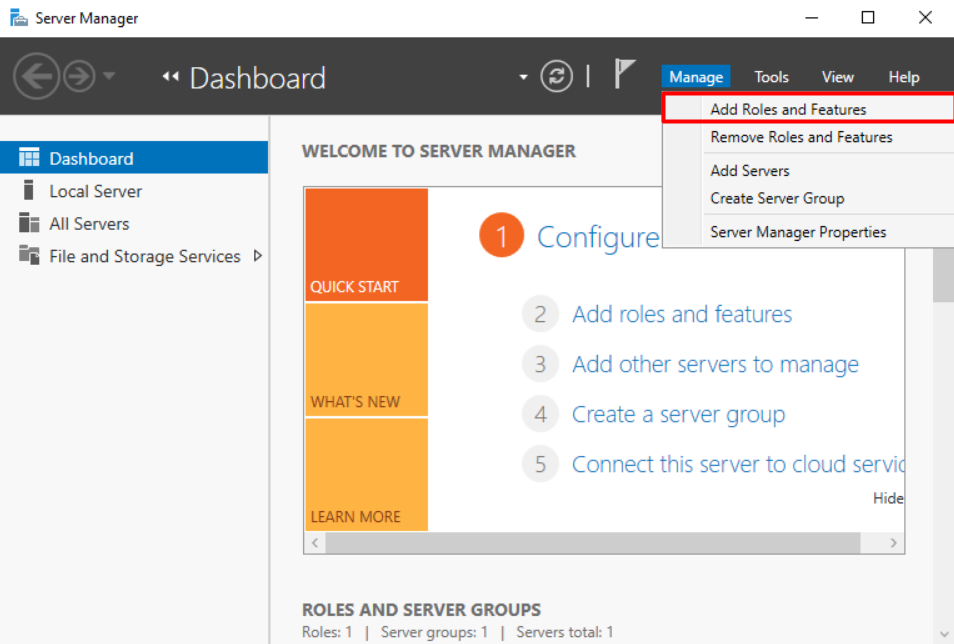 Server Manager
Dashboard
Manage Tools View Help
Add Roles and Features
Remove Roles and Features
Add Servers
Create Server Group
Server Manager Properties
Dashboard
Local Server
All Servers
File and Storage Services
WELCOME TO SERVER MANAGER
QUICK START
WHAT'S NEW
LEARN MORE
1 Configure
2 Add roles and features
3 Add other servers to manage
4 Create a server group
5 Connect this server to cloud servic
Hide
ROLES AND SERVER GROUPS
Roles: 1 | Server groups: 1 | Servers total: 1